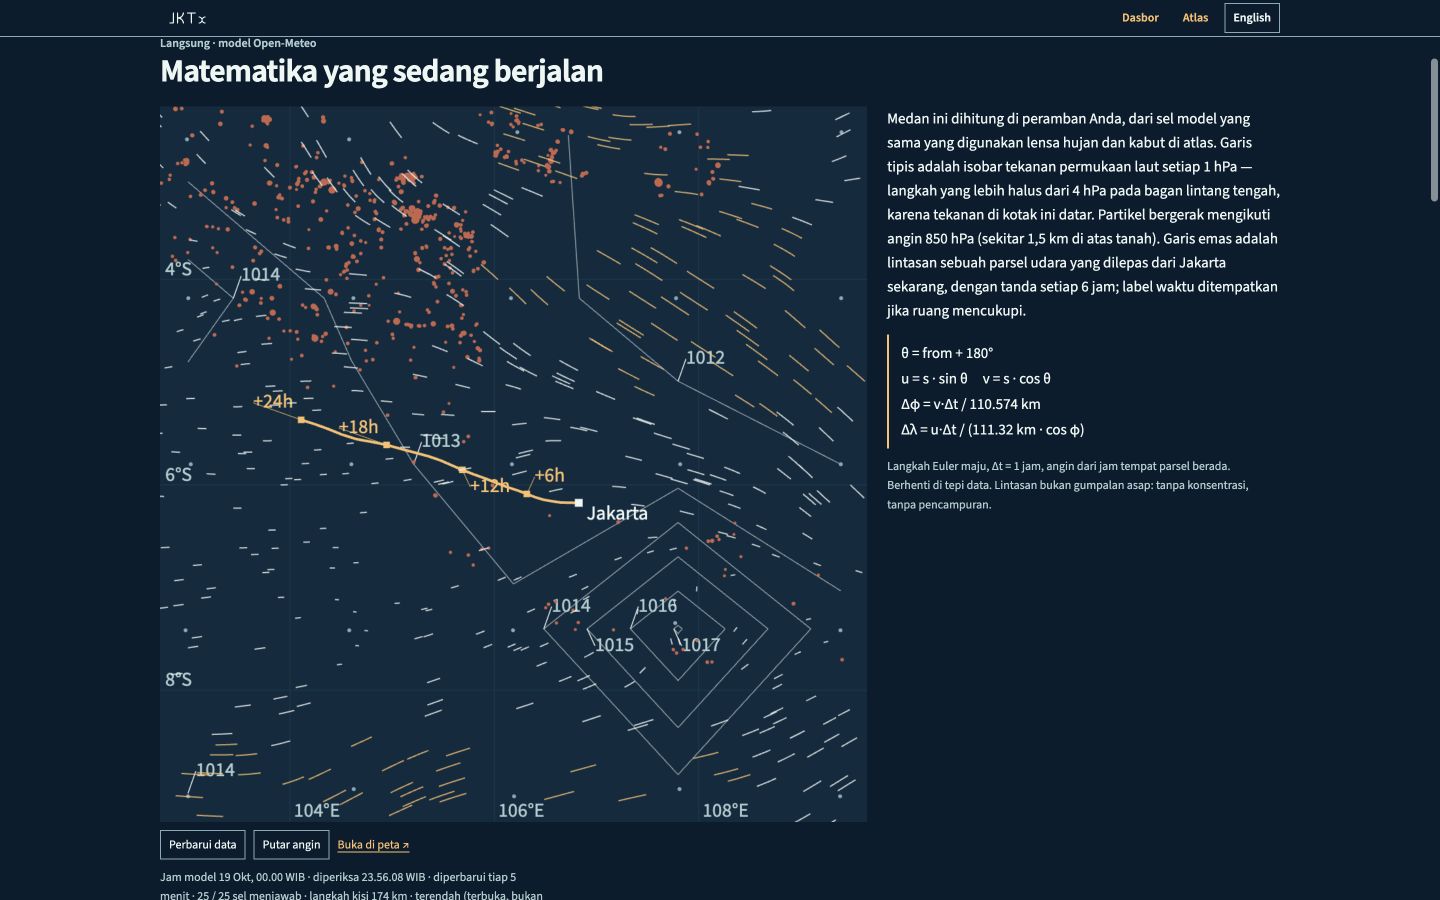 JKTx
Dasbor
Atlas
English
Langsung · model Open-Meteo
Matematika yang sedang berjalan
4°S
1014
1012
+24h
+18h
1013
6°S
+12h
+6h
Jakarta
1014
1016
1015
1017
8°S
1014
104°E
106°E
108°E
Medan ini dihitung di peramban Anda, dari sel model yang
sama yang digunakan lensa hujan dan kabut di atlas. Garis
tipis adalah isobar tekanan permukaan laut setiap 1 hPa —
langkah yang lebih halus dari 4 hPa pada bagan lintang tengah,
karena tekanan di kotak ini datar. Partikel bergerak mengikuti
angin 850 hPa (sekitar 1,5 km di atas tanah). Garis emas adalah
lintasan sebuah parsel udara yang dilepas dari Jakarta
sekarang, dengan tanda setiap 6 jam; label waktu ditempatkan
jika ruang mencukupi.
θ = from + 180°
u = s · sin θ v = s · cos θ
Δφ = v·Δt / 110.574 km
Δλ = u·Δt / (111.32 km · cos φ)
Langkah Euler maju, Δt = 1 jam, angin dari jam tempat parsel berada.
Berhenti di tepi data. Lintasan bukan gumpalan asap: tanpa konsentrasi,
tanpa pencampuran.
Perbarui data
Putar angin
Buka di peta ↗
Jam model 19 Okt, 00.00 WIB · diperiksa 23.56.08 WIB · diperbarui tiap 5
menit · 25 / 25 sel menjawab · langkah kisi 174 km · terendah (terbuka, bukan